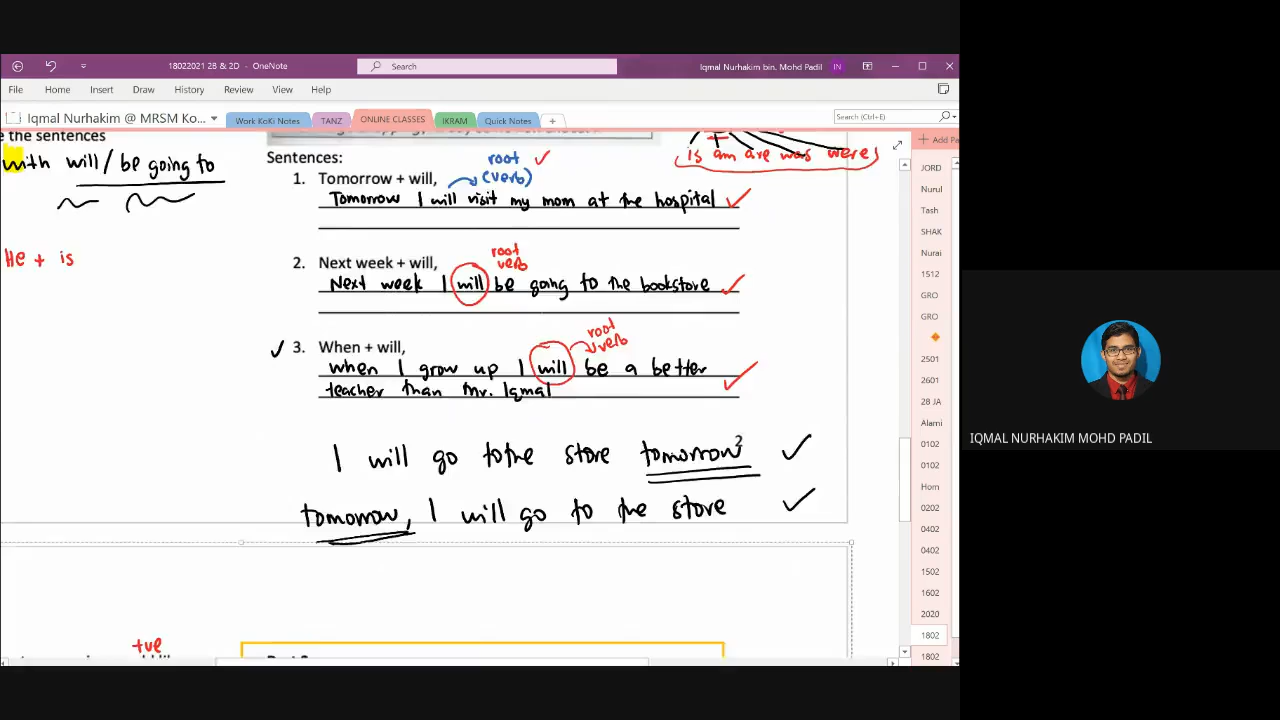 18022021 2B & 2D - OneNote
Search
Iqmal Nurhakim bin. Mohd Padil
IN
File Home Insert Draw History Review View Help
Iqmal Nurhakim @ MRSM Ko...
Work KoKi Notes
TANZ
ONLINE CLASSES
IKRAM
Quick Notes
Search (Ctrl+E)
Add Pa
e the sentences
with will / be going to
He + is
is am are was were
Sentences:
root
(verb)
1. Tomorrow + will,
Tomorrow I will visit my mom at the hospital
2. Next week + will,
root
verb
Next week I will be going to the bookstore
root
verb
3. When + will,
when I grow up I will be a better
teacher than Mr. Iqmal
I will go to the store tomorrow
tomorrow, I will go to the store
+ve
JORD
Nurul
Tash
SHAK
Nurai
1512
GRO
GRO
2501
2601
28 JA
Alami
0102
0102
Hom
0202
0402
0402
1502
1602
2020
1802
1802
IQMAL NURHAKIM MOHD PADIL